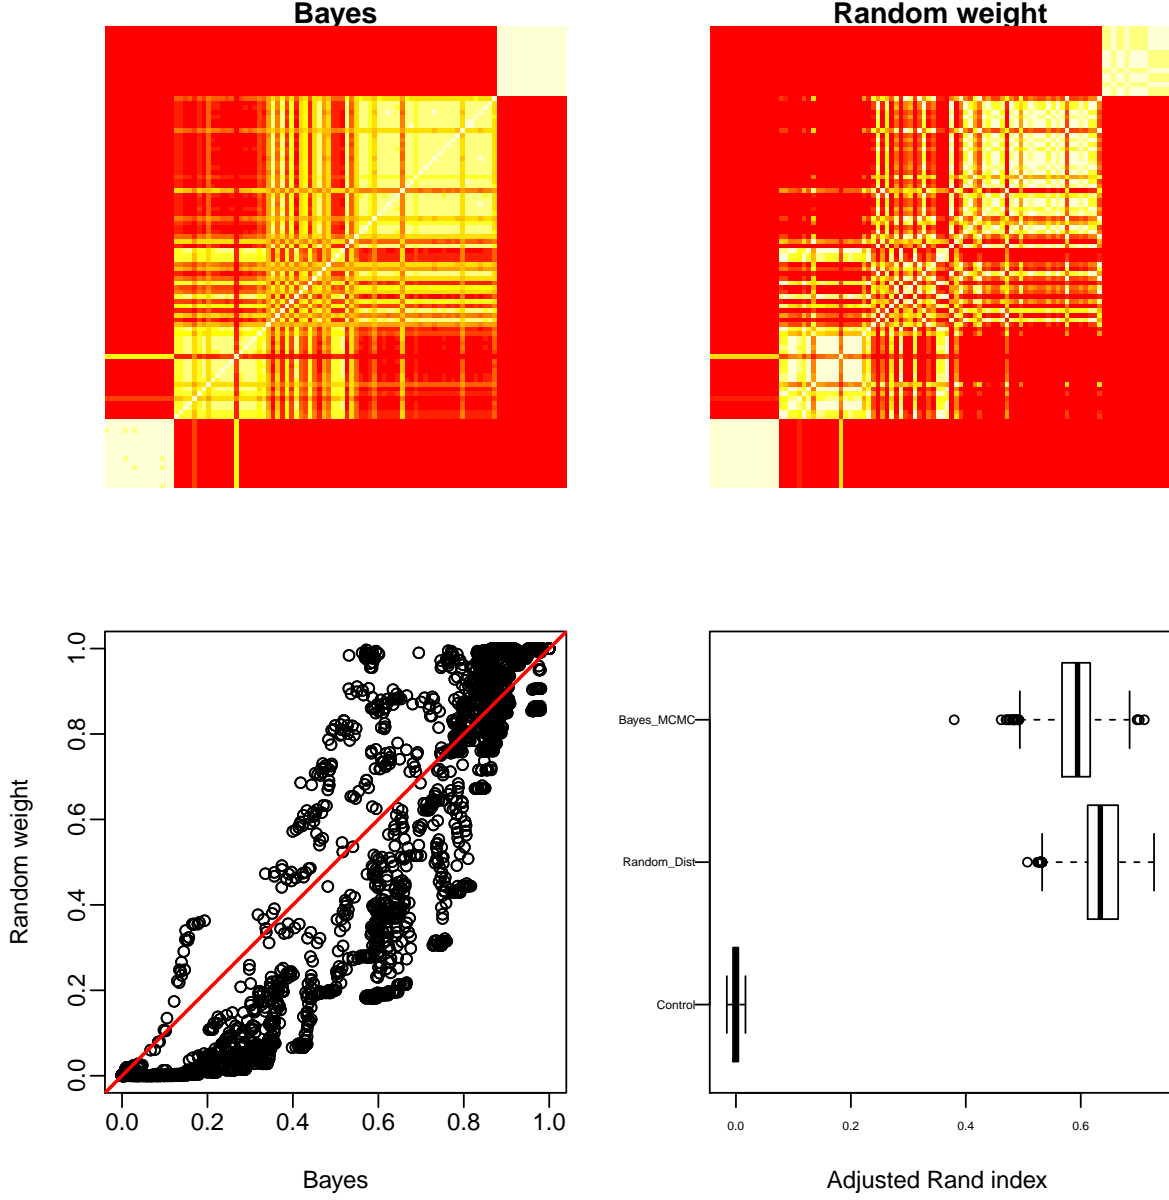 Bayes
Random weight
Random weight
1.0
0.8
0.6
0.4
0.2
0.0
0.0 0.2 0.4 0.6 0.8 1.0
Bayes
Bayes_MCMC
Random_Dist
Control
0.0 0.2 0.4 0.6
Adjusted Rand index